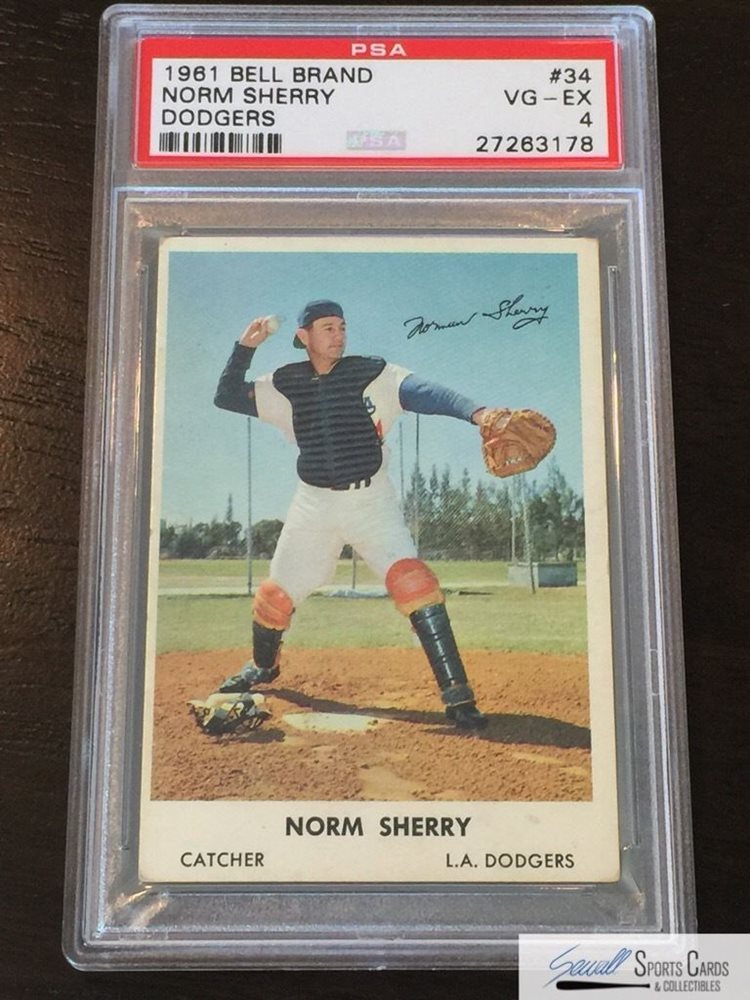 PSA
1961 BELL BRAND #34
NORM SHERRY VG-EX
DODGERS 4
PSA 27263178
Norman Sherry
NORM SHERRY
CATCHER L.A. DODGERS
Sewall SPORTS CARDS
& COLLECTIBLES